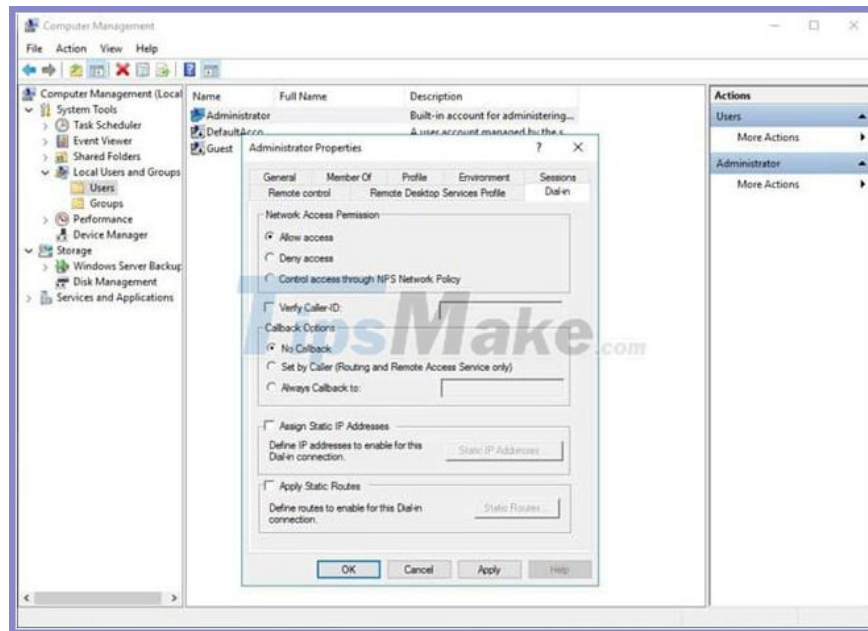 Computer Management
File Action View Help
Computer Management (Local
System Tools
Task Scheduler
Event Viewer
Shared Folders
Local Users and Groups
Users
Groups
Performance
Device Manager
Storage
Windows Server Backup
Disk Management
Services and Applications
Name Full Name Description
Administrator Built-in account for administering...
DefaultAcco... A user account managed by the s...
Guest
Administrator Properties ? X
General Member Of Profile Environment Sessions
Remote control Remote Desktop Services Profile Dial-in
Network Access Permission
Allow access
Deny access
Control access through NPS Network Policy
Verify Caller-ID:
Callback Options
No Callback
Set by Caller (Routing and Remote Access Service only)
Always Callback to:
Assign Static IP Addresses
Define IP addresses to enable for this
Dial-in connection.
Static IP Addresses ...
Apply Static Routes
Define routes to enable for this Dial-in
connection.
Static Routes ...
OK Cancel Apply Help
Actions
Users
More Actions
Administrator
More Actions
TipsMake.com